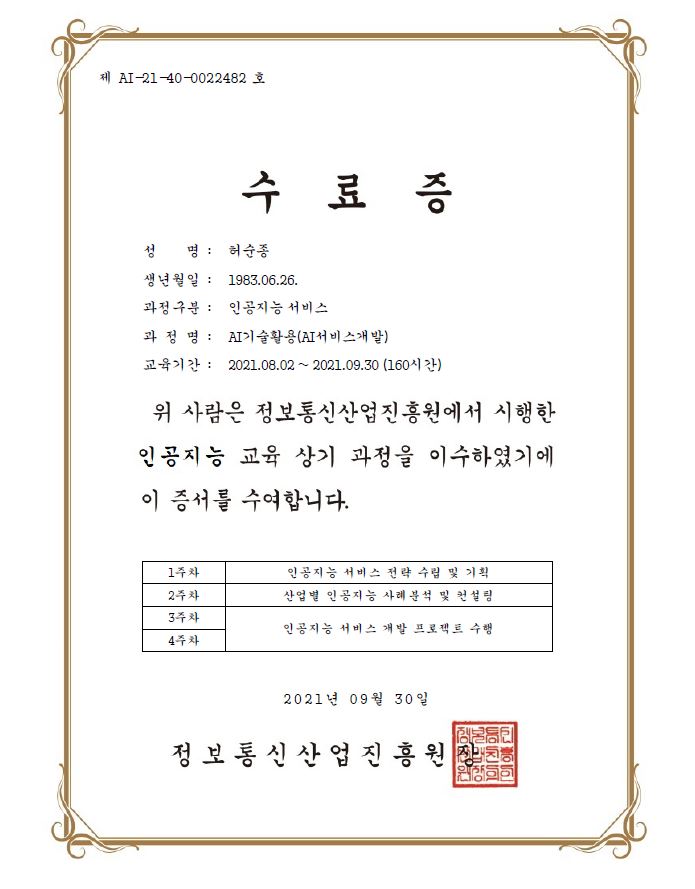 제 AI-21-40-0022482 호
수 료 증
성 명 : 허순종
생년월일 : 1983.06.26.
과정구분 : 인공지능 서비스
과 정 명 : AI기술활용(AI서비스개발)
교육기간 : 2021.08.02 ~ 2021.09.30 (160시간)
위 사람은 정보통신산업진흥원에서 시행한
인공지능 교육 상기 과정을 이수하였기에
이 증서를 수여합니다.
1주차 인공지능 서비스 전략 수립 및 기획
2주차 산업별 인공지능 사례분석 및 컨설팅
3주차 인공지능 서비스 개발 프로젝트 수행
4주차
2021년 09월 30일
정보통신산업진흥원장